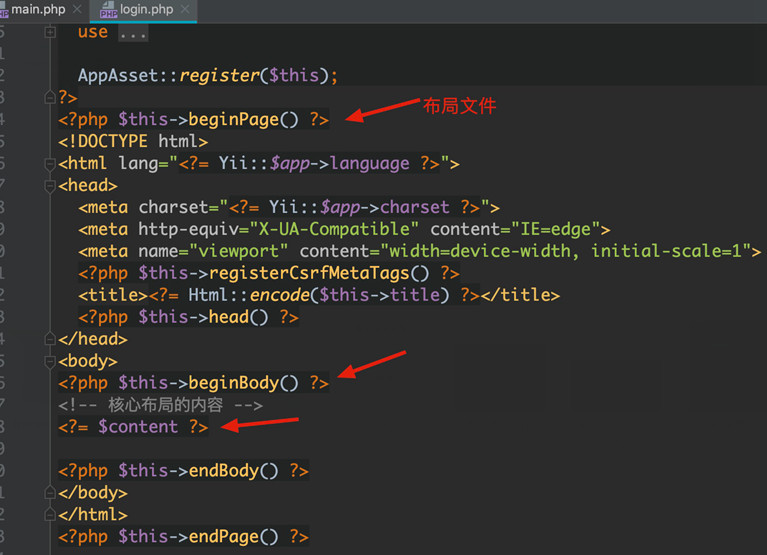 main.php login.php
use ...
AppAsset::register($this);
?>
<?php $this->beginPage() ?> 布局文件
<!DOCTYPE html>
<html lang="<?= Yii::$app->language ?>">
<head>
<meta charset="<?= Yii::$app->charset ?>">
<meta http-equiv="X-UA-Compatible" content="IE=edge">
<meta name="viewport" content="width=device-width, initial-scale=1">
<?php $this->registerCsrfMetaTags() ?>
<title><?= Html::encode($this->title) ?></title>
<?php $this->head() ?>
</head>
<body>
<?php $this->beginBody() ?>
<!-- 核心布局的内容 -->
<?= $content ?>
<?php $this->endBody() ?>
</body>
</html>
<?php $this->endPage() ?>